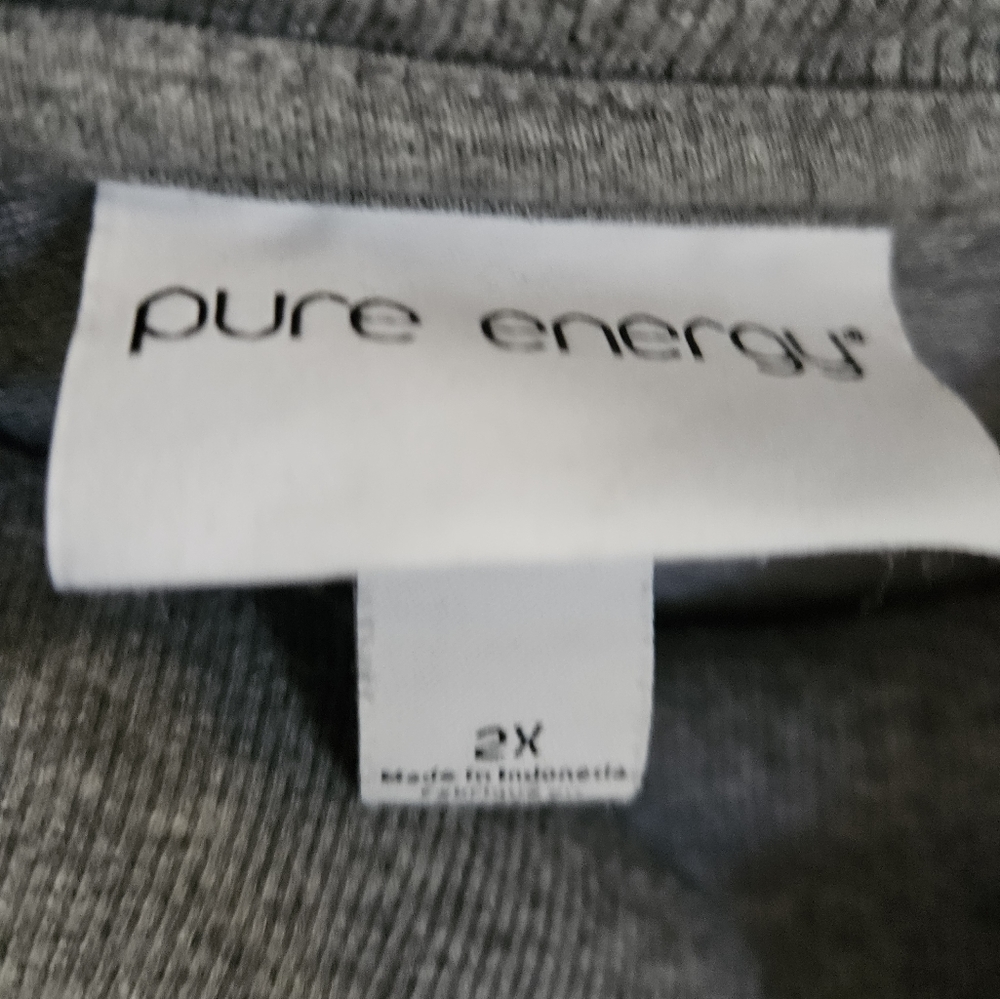 pure energy®
2X
Made in Indonesia